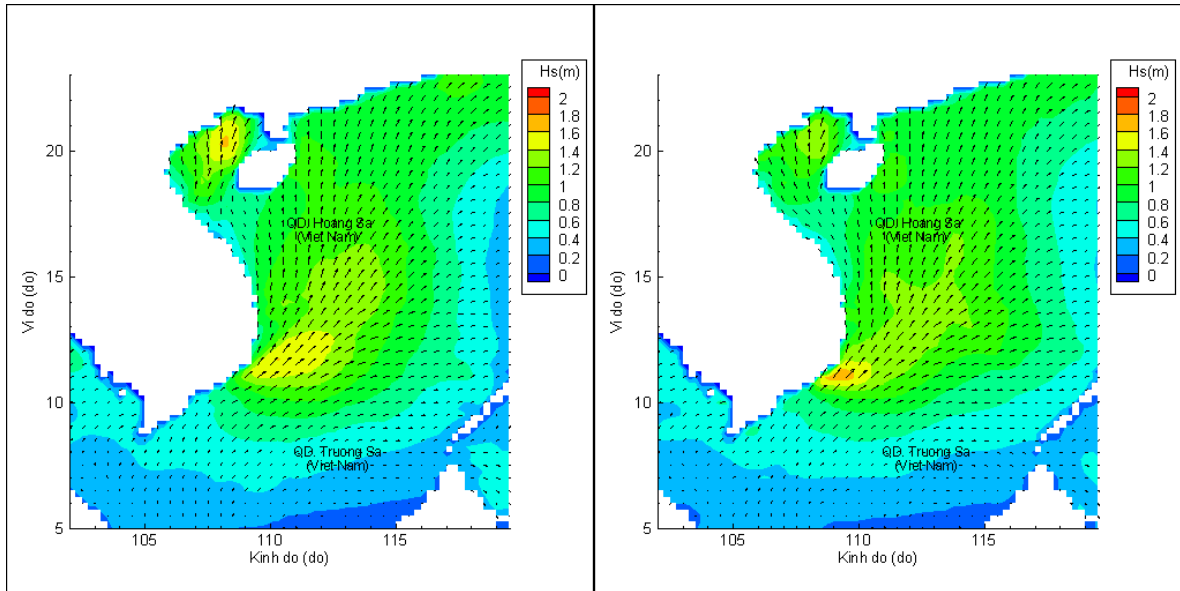 Hs(m)
2
1.8
1.6
1.4
1.2
1
0.8
0.6
0.4
0.2
0
20
15
10
5
Vi do (do)
QD. Hoang Sa
(Viet Nam)
QD. Truong Sa
(Viet-Nam)
105
110
115
Kinh do (do)
Hs(m)
2
1.8
1.6
1.4
1.2
1
0.8
0.6
0.4
0.2
0
20
15
10
5
Vi do (do)
QD. Hoang Sa
(Viet Nam)
QD. Truong Sa
(Viet-Nam)
105
110
115
Kinh do (do)